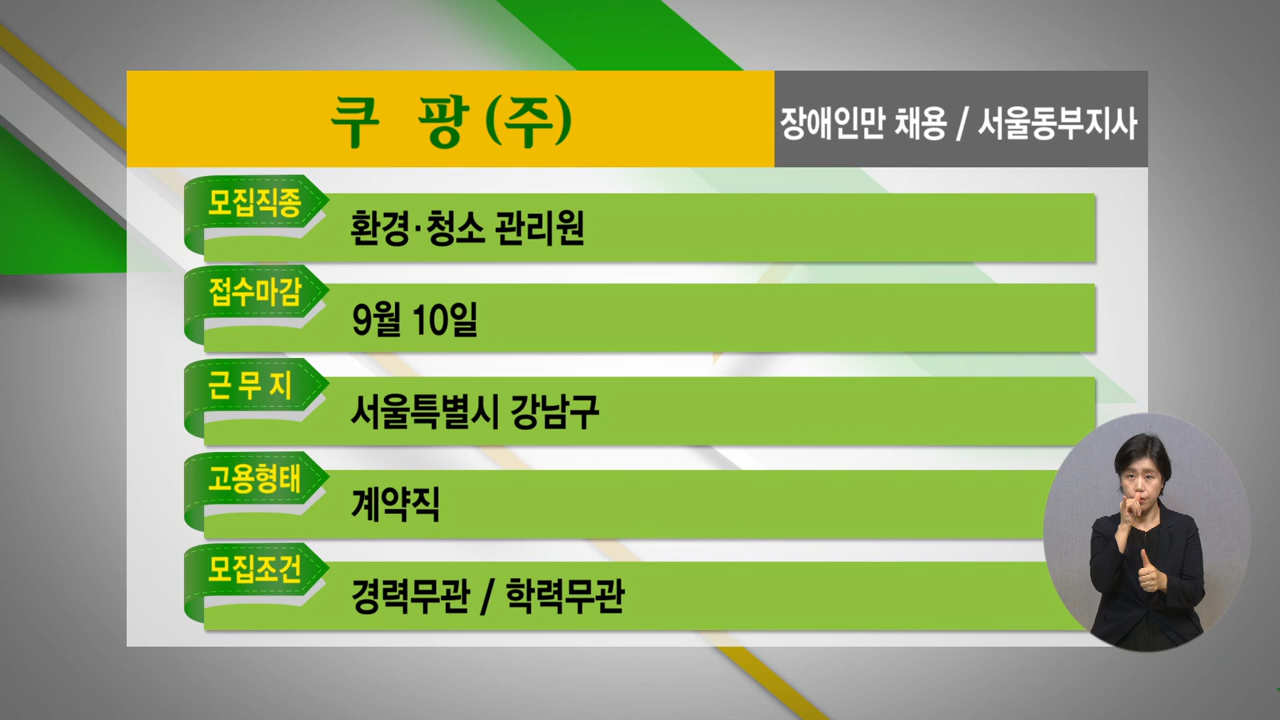 쿠 팡 (주)
장애인만 채용 / 서울동부지사
모집직종
환경·청소 관리원
접수마감
9월 10일
근 무 지
서울특별시 강남구
고용형태
계약직
모집조건
경력무관 / 학력무관